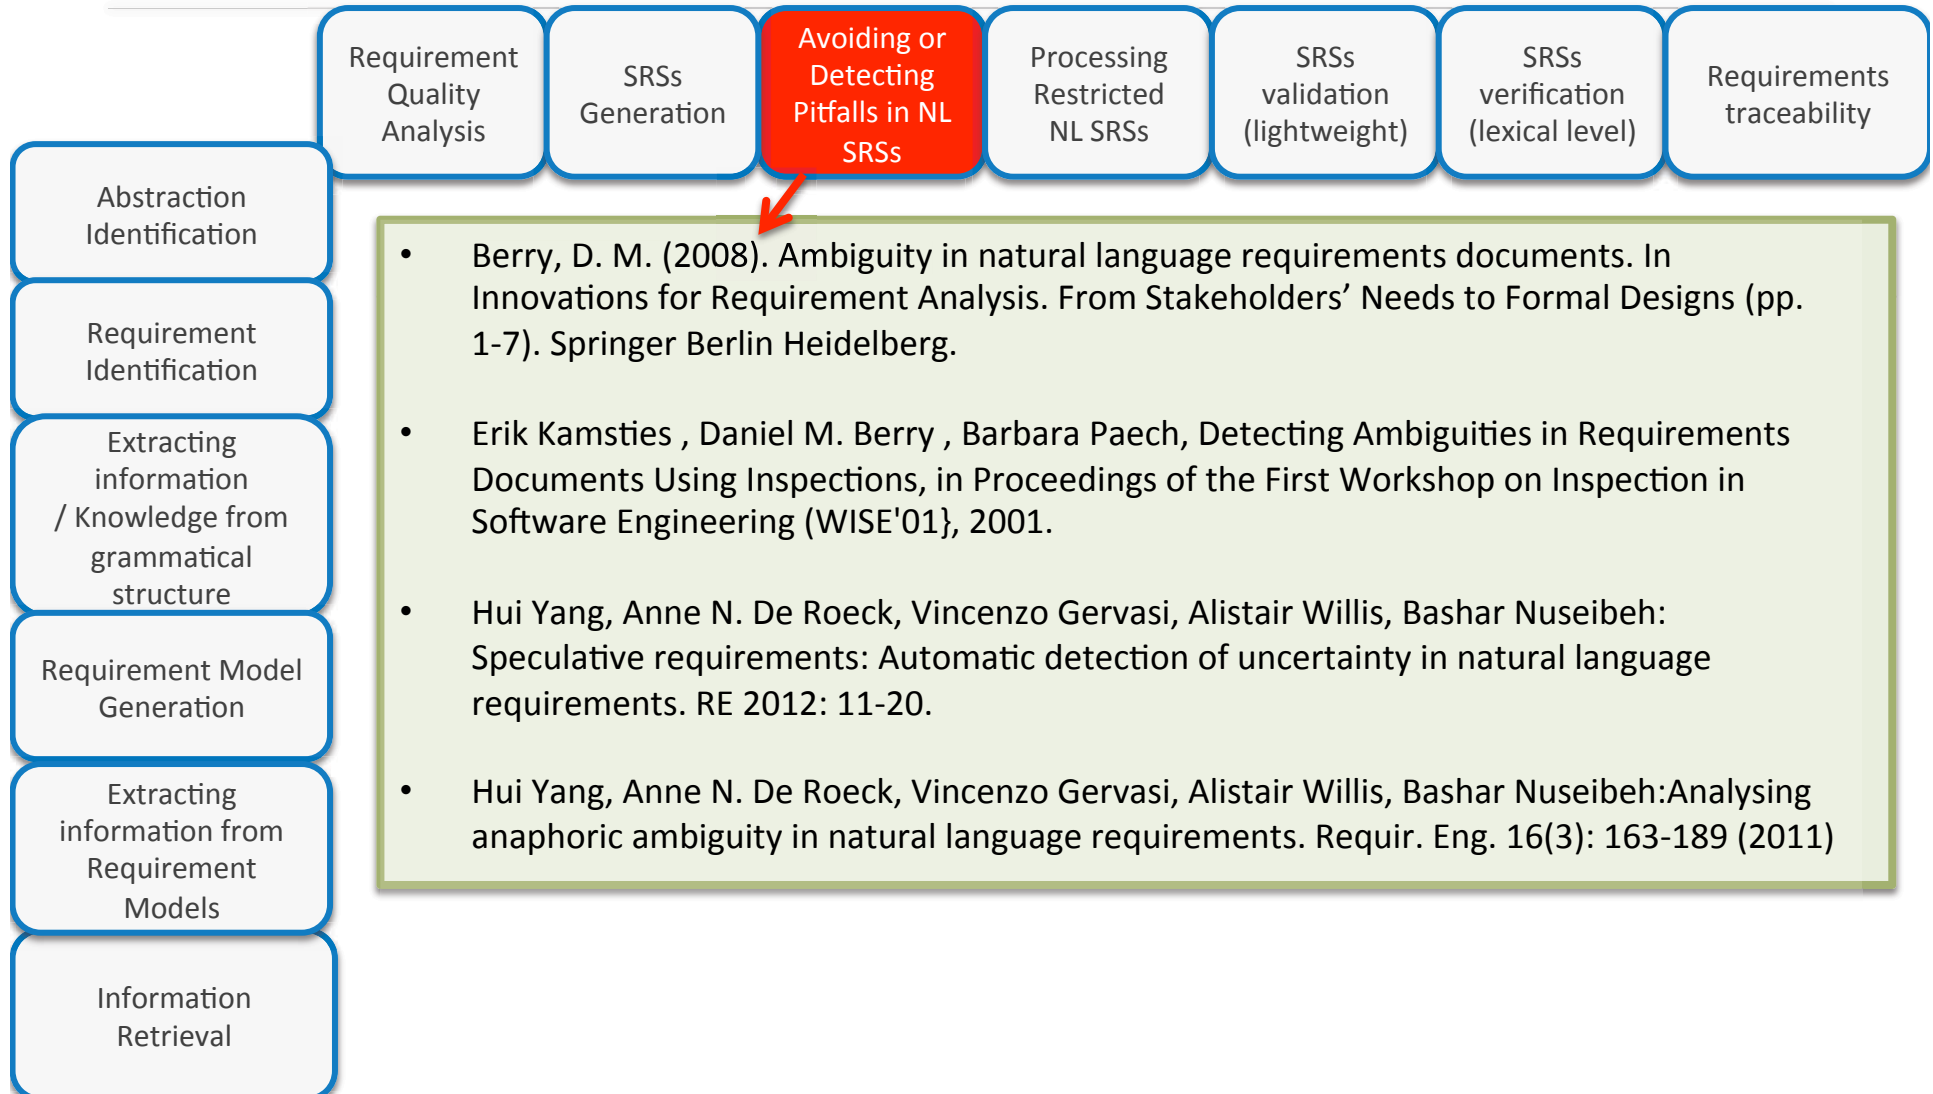 Requirement
Quality
Analysis
SRSs
Generation
Avoiding or
Detecting
Pitfalls in NL
SRSs
Processing
Restricted
NL SRSs
SRSs
validation
(lightweight)
SRSs
verification
(lexical level)
Requirements
traceability
Abstraction
Identification
Requirement
Identification
Extracting
information
/ Knowledge from
grammatical
structure
Requirement Model
Generation
Extracting
information from
Requirement
Models
Information
Retrieval
• Berry, D. M. (2008). Ambiguity in natural language requirements documents. In
Innovations for Requirement Analysis. From Stakeholders’ Needs to Formal Designs (pp.
1-7). Springer Berlin Heidelberg.
• Erik Kamsties , Daniel M. Berry , Barbara Paech, Detecting Ambiguities in Requirements
Documents Using Inspections, in Proceedings of the First Workshop on Inspection in
Software Engineering (WISE'01}, 2001.
• Hui Yang, Anne N. De Roeck, Vincenzo Gervasi, Alistair Willis, Bashar Nuseibeh:
Speculative requirements: Automatic detection of uncertainty in natural language
requirements. RE 2012: 11-20.
• Hui Yang, Anne N. De Roeck, Vincenzo Gervasi, Alistair Willis, Bashar Nuseibeh:Analysing
anaphoric ambiguity in natural language requirements. Requir. Eng. 16(3): 163-189 (2011)